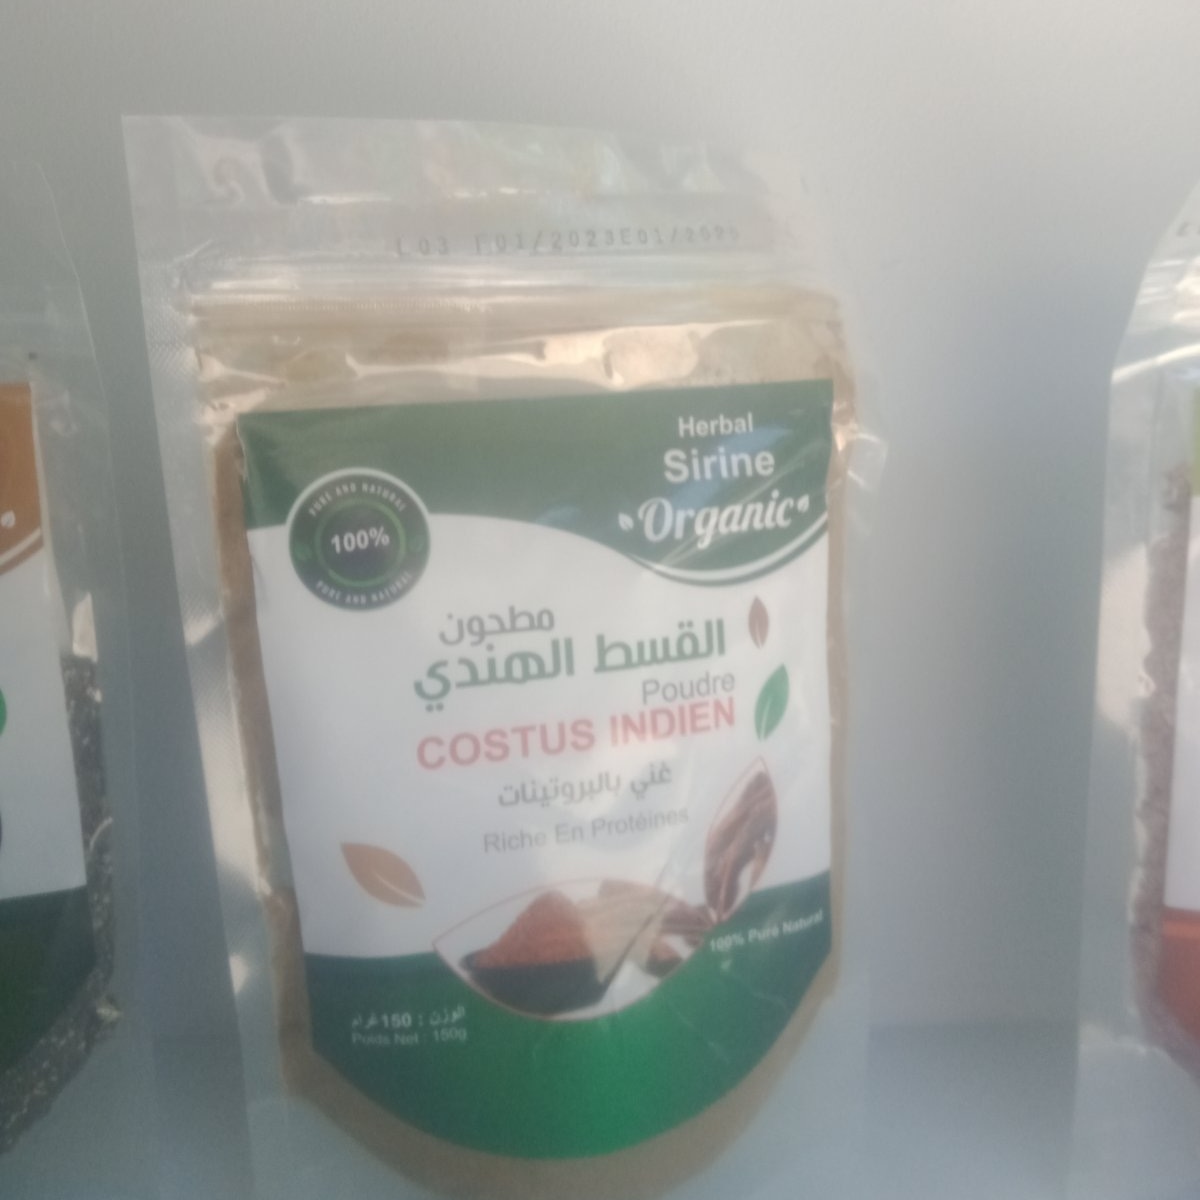 L 03 F01/2023E01/2025
Herbal
Sirine
Organic
PURE AND NATURAL
100%
PURE AND NATURAL
مطحون
القسط الهندي
Poudre
COSTUS INDIEN
غني بالبروتينات
Riche En Protéines
100% Pure Natural
الوزن : 150 غرام
Poids Net : 150g